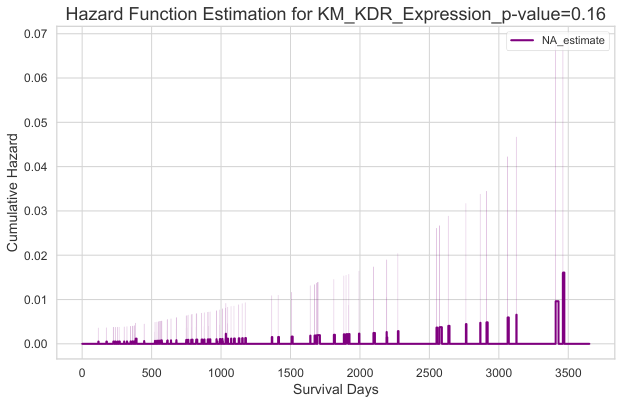 Hazard Function Estimation for KM_KDR_Expression_p-value=0.16
NA_estimate
Cumulative Hazard
0.07
0.06
0.05
0.04
0.03
0.02
0.01
0.00
0 500 1000 1500 2000 2500 3000 3500
Survival Days